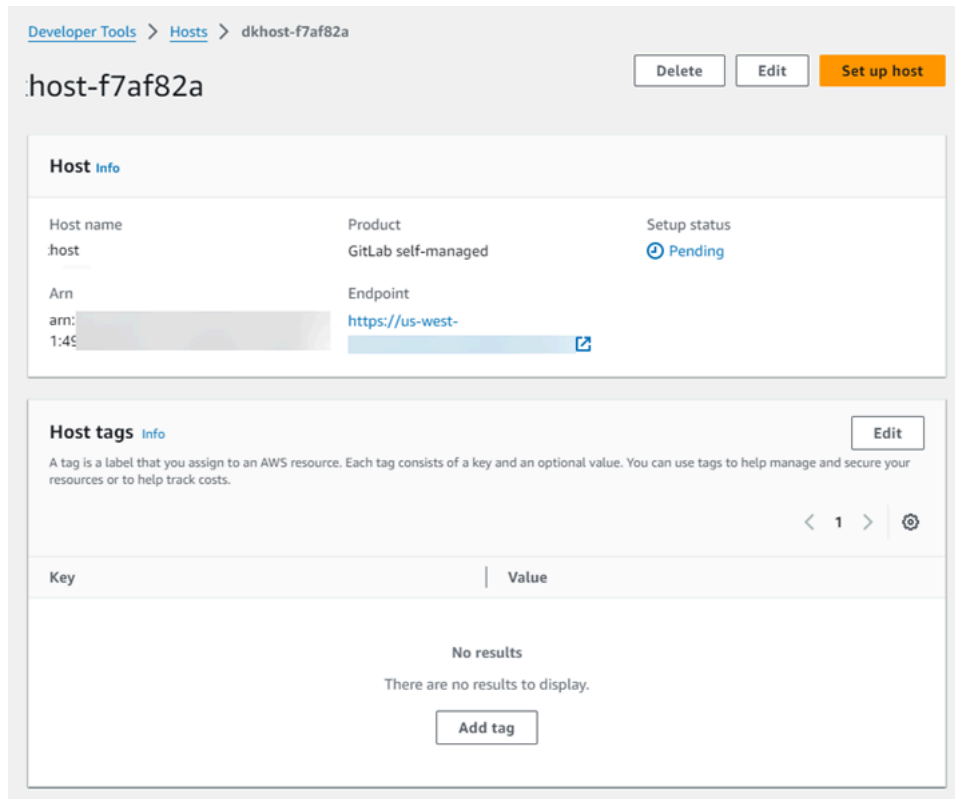 Developer Tools > Hosts > dkhost-f7af82a
host-f7af82a
Delete Edit Set up host
Host Info
Host name Product Setup status
host GitLab self-managed Pending
Arn Endpoint
arn: https://us-west-
1:49
Host tags Info Edit
A tag is a label that you assign to an AWS resource. Each tag consists of a key and an optional value. You can use tags to help manage and secure your
resources or to help track costs.
< 1 >
Key Value
No results
There are no results to display.
Add tag